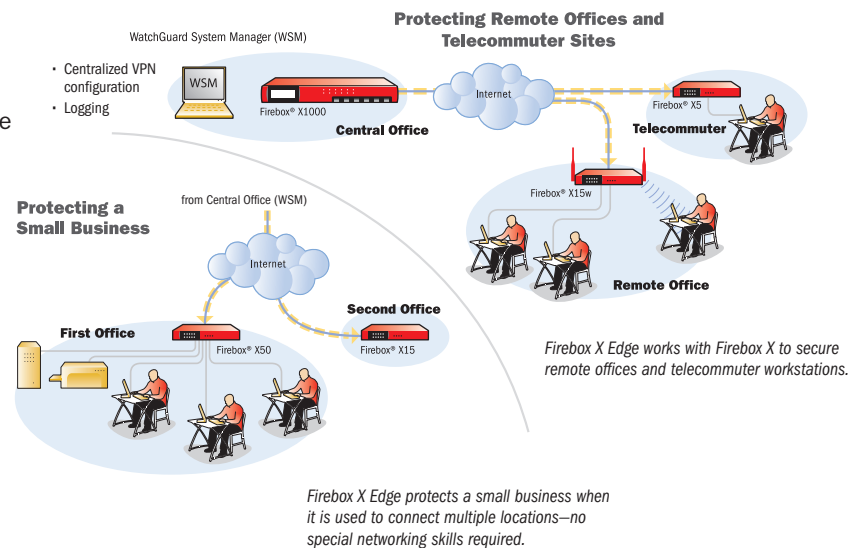 Protecting Remote Offices and
Telecommuter Sites
WatchGuard System Manager (WSM)
• Centralized VPN
configuration
• Logging
WSM
Firebox® X1000
Central Office
Internet
Firebox® X5
Telecommuter
e
Firebox® X15w
Remote Office
Firebox X Edge works with Firebox X to secure
remote offices and telecommuter workstations.
Protecting a
Small Business
from Central Office (WSM)
Internet
Second Office
Firebox® X15
First Office
Firebox® X50
Firebox X Edge protects a small business when
it is used to connect multiple locations—no
special networking skills required.